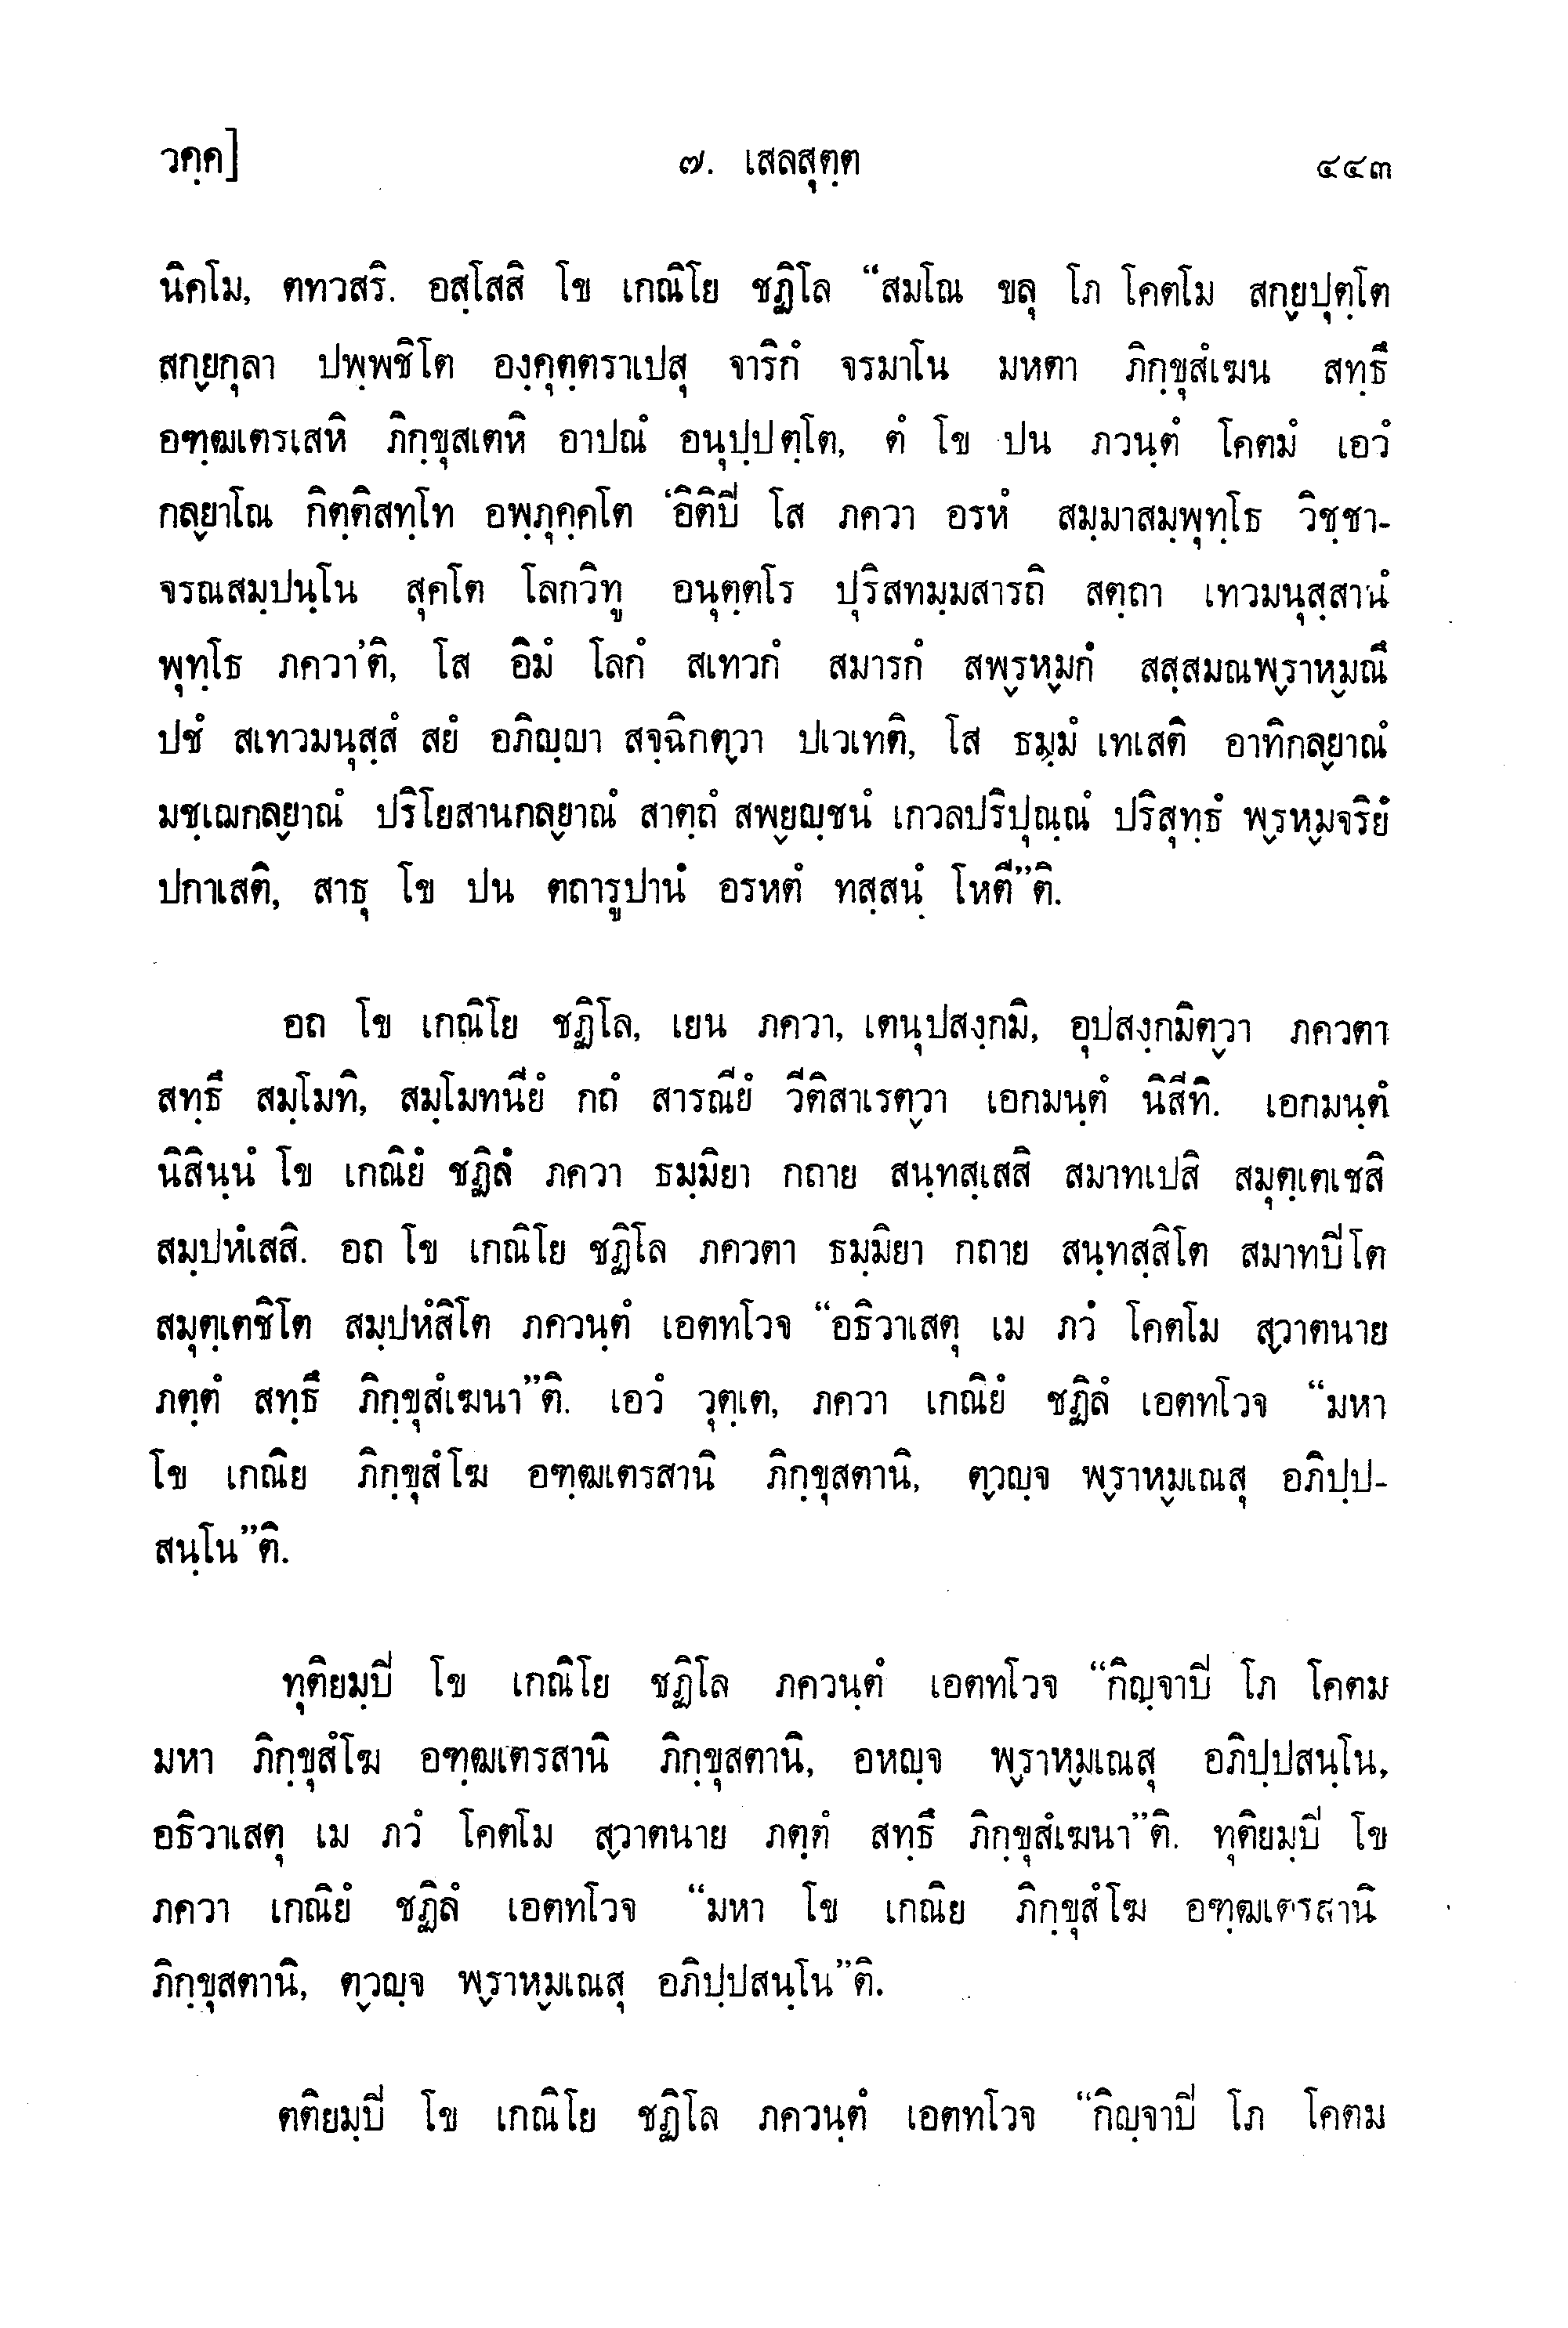 วคฺค] ๗. เสลสุตฺต ๔๔๓
นิคโม, ตทวสริ. อสฺโสสิ โข เกณิโย ชฏิโล “สมโณ ขลุ โภ โคตโม สกฺยปุตฺโต
สกฺยกุลา ปพฺพชิโต องฺคุตฺตราเปสุ จาริกํ จรมาโน มหตา ภิกฺขุสํเฆน สทฺธึ
อฑฺฒเตรเสหิ ภิกฺขุสเตหิ อาปณํ อนุปฺปตฺโต, ตํ โข ปน ภวนฺตํ โคตมํ เอวํ
กลฺยาโณ กิตฺติสทฺโท อพฺภุคฺคโต ‘อิติปิ โส ภควา อรหํ สมฺมาสมฺพุทฺโธ วิชฺชา-
จรณสมฺปนฺโน สุคโต โลกวิทู อนุตฺตโร ปุริสทมฺมสารถิ สตฺถา เทวมนุสฺสานํ
พุทฺโธ ภควา’ติ, โส อิมํ โลกํ สเทวกํ สมารกํ สพฺรหฺมกํ สสฺสมณพฺราหฺมณึ
ปชํ สเทวมนุสฺสํ สยํ อภิญฺญา สจฺฉิกตฺวา ปเวเทติ, โส ธมฺมํ เทเสติ อาทิกลฺยาณํ
มชฺเฌกลฺยาณํ ปริโยสานกลฺยาณํ สาตฺถํ สพฺยญฺชนํ เกวลปริปุณฺณํ ปริสุทฺธํ พฺรหฺมจริยํ
ปกาเสติ, สาธุ โข ปน ตถารูปานํ อรหตํ ทสฺสนํ โหตี”ติ.
อถ โข เกณิโย ชฏิโล, เยน ภควา, เตนุปสงฺกมิ, อุปสงฺกมิตฺวา ภควตา
สทฺธึ สมฺโมทิ, สมฺโมทนียํ กถํ สารณียํ วีติสาเรตฺวา เอกมนฺตํ นิสีทิ. เอกมนฺตํ
นิสินฺนํ โข เกณิยํ ชฏิลํ ภควา ธมฺมิยา กถาย สนฺทสฺเสสิ สมาทเปสิ สมุตฺเตเชสิ
สมฺปหํเสสิ. อถ โข เกณิโย ชฏิโล ภควตา ธมฺมิยา กถาย สนฺทสฺสิโต สมาทปิโต
สมุตฺเตชิโต สมฺปหํสิโต ภควนฺตํ เอตทโวจ “อธิวาเสตุ เม ภวํ โคตโม สฺวาตนาย
ภตฺตํ สทฺธึ ภิกฺขุสํเฆนา”ติ. เอวํ วุตฺเต, ภควา เกณิยํ ชฏิลํ เอตทโวจ “มหา
โข เกณิย ภิกฺขุสํโฆ อฑฺฒเตรสานิ ภิกฺขุสตานิ, ตฺวญฺจ พฺราหฺมเณสุ อภิปฺป-
สนฺโน”ติ.
ทุติยมฺปิ โข เกณิโย ชฏิโล ภควนฺตํ เอตทโวจ “กิญฺจาปิ โภ โคตม
มหา ภิกฺขุสํโฆ อฑฺฒเตรสานิ ภิกฺขุสตานิ, อหญฺจ พฺราหฺมเณสุ อภิปฺปสนฺโน,
อธิวาเสตุ เม ภวํ โคตโม สฺวาตนาย ภตฺตํ สทฺธึ ภิกฺขุสํเฆนา”ติ. ทุติยมฺปิ โข
ภควา เกณิยํ ชฏิลํ เอตทโวจ “มหา โข เกณิย ภิกฺขุสํโฆ อฑฺฒเตรสานิ
ภิกฺขุสตานิ, ตฺวญฺจ พฺราหฺมเณสุ อภิปฺปสนฺโน”ติ.
ตติยมฺปิ โข เกณิโย ชฏิโล ภควนฺตํ เอตทโวจ “กิญฺจาปิ โภ โคตม